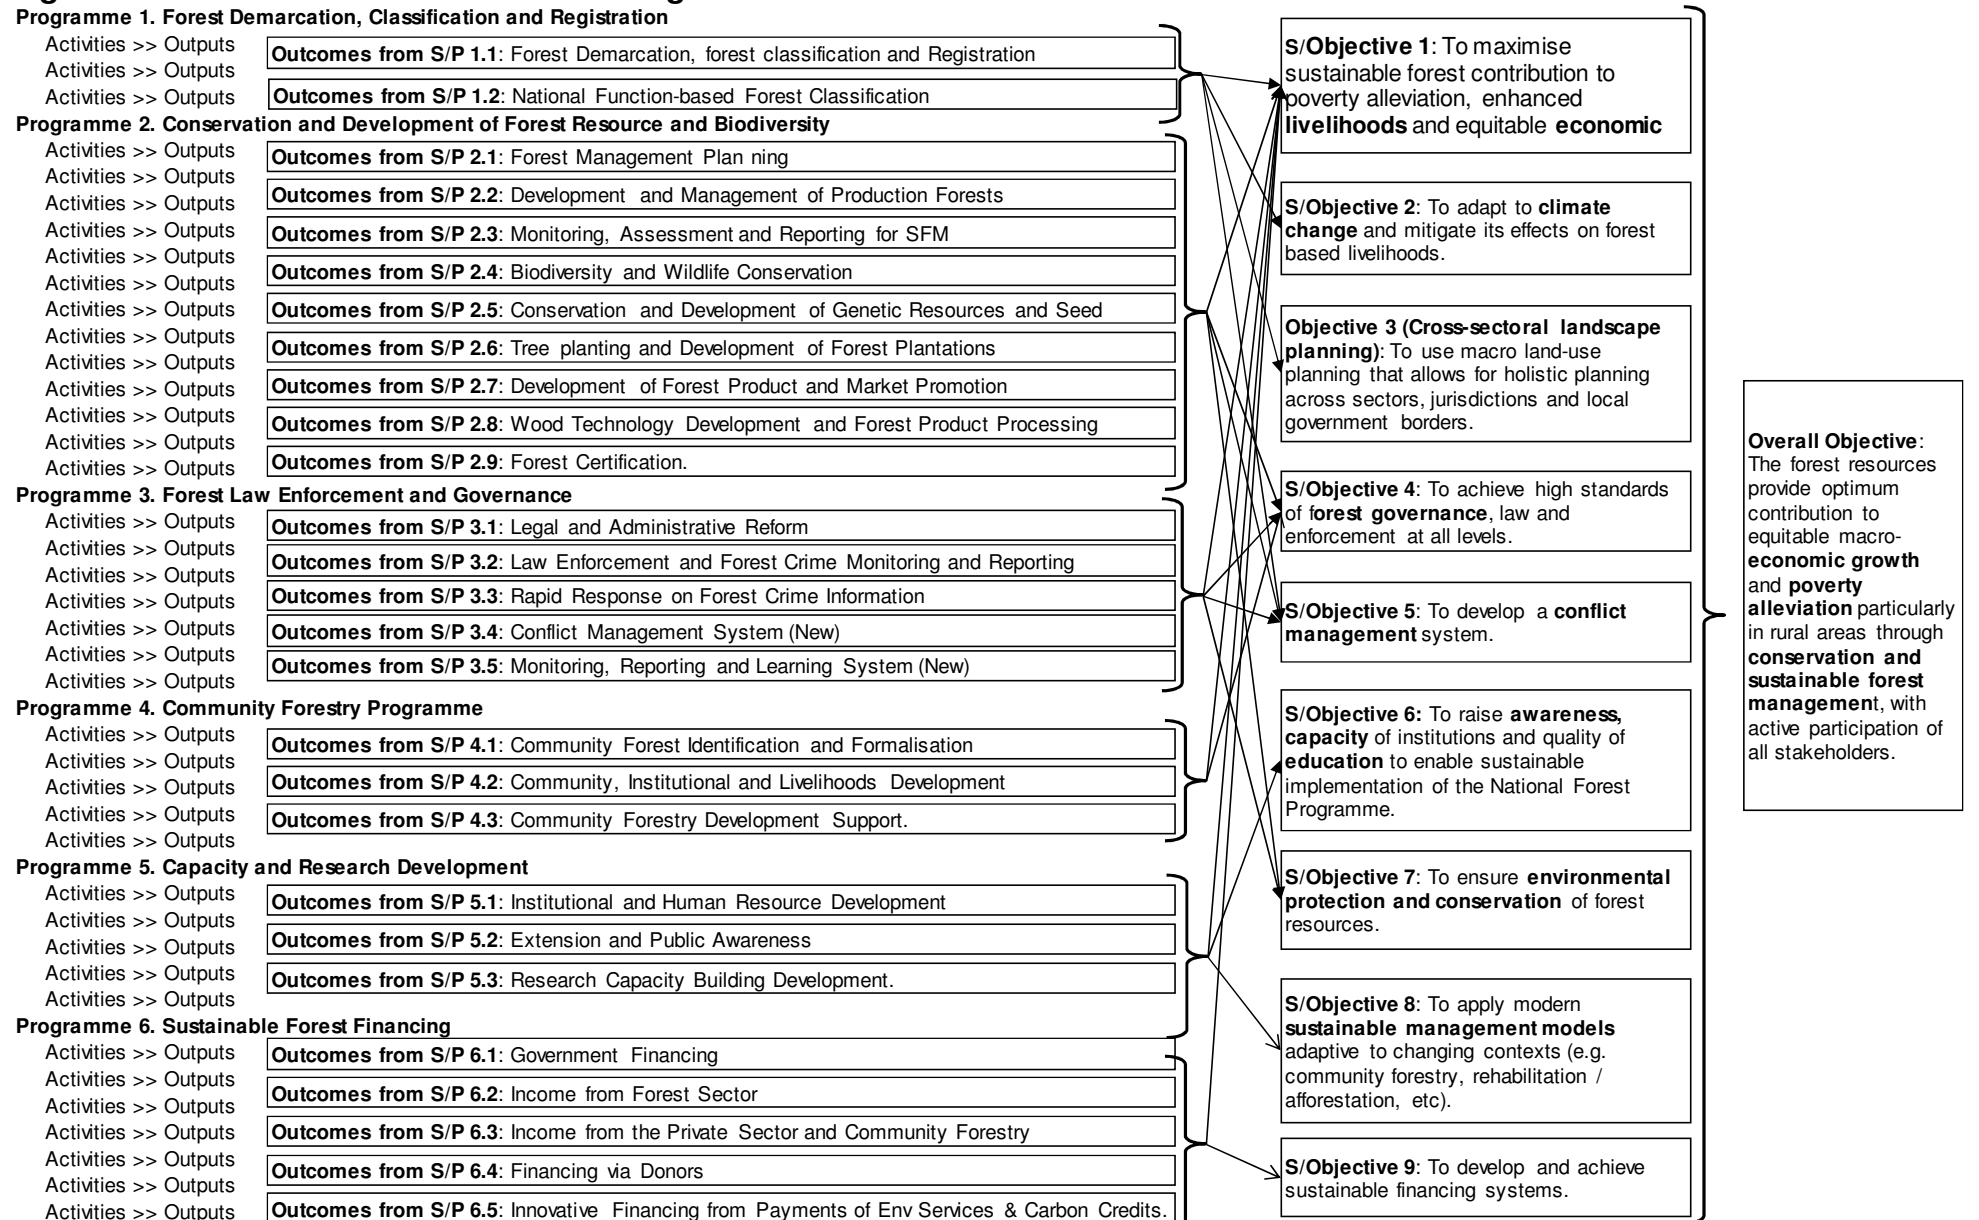 Programme 1. Forest Demarcation, Classification and Registration
Activities >> Outputs
Activities >> Outputs
Activities >> Outputs
Outcomes from S/P 1.1: Forest Demarcation, forest classification and Registration
Outcomes from S/P 1.2: National Function-based Forest Classification
Programme 2. Conservation and Development of Forest Resource and Biodiversity
Activities >> Outputs
Activities >> Outputs
Activities >> Outputs
Activities >> Outputs
Activities >> Outputs
Activities >> Outputs
Activities >> Outputs
Activities >> Outputs
Activities >> Outputs
Activities >> Outputs
Activities >> Outputs
Activities >> Outputs
Activities >> Outputs
Outcomes from S/P 2.1: Forest Management Plan ning
Outcomes from S/P 2.2: Development and Management of Production Forests
Outcomes from S/P 2.3: Monitoring, Assessment and Reporting for SFM
Outcomes from S/P 2.4: Biodiversity and Wildlife Conservation
Outcomes from S/P 2.5: Conservation and Development of Genetic Resources and Seed
Outcomes from S/P 2.6: Tree planting and Development of Forest Plantations
Outcomes from S/P 2.7: Development of Forest Product and Market Promotion
Outcomes from S/P 2.8: Wood Technology Development and Forest Product Processing
Outcomes from S/P 2.9: Forest Certification.
Programme 3. Forest Law Enforcement and Governance
Activities >> Outputs
Activities >> Outputs
Activities >> Outputs
Activities >> Outputs
Activities >> Outputs
Activities >> Outputs
Activities >> Outputs
Outcomes from S/P 3.1: Legal and Administrative Reform
Outcomes from S/P 3.2: Law Enforcement and Forest Crime Monitoring and Reporting
Outcomes from S/P 3.3: Rapid Response on Forest Crime Information
Outcomes from S/P 3.4: Conflict Management System (New)
Outcomes from S/P 3.5: Monitoring, Reporting and Learning System (New)
Programme 4. Community Forestry Programme
Activities >> Outputs
Activities >> Outputs
Activities >> Outputs
Activities >> Outputs
Activities >> Outputs
Outcomes from S/P 4.1: Community Forest Identification and Formalisation
Outcomes from S/P 4.2: Community, Institutional and Livelihoods Development
Outcomes from S/P 4.3: Community Forestry Development Support.
Programme 5. Capacity and Research Development
Activities >> Outputs
Activities >> Outputs
Activities >> Outputs
Activities >> Outputs
Activities >> Outputs
Outcomes from S/P 5.1: Institutional and Human Resource Development
Outcomes from S/P 5.2: Extension and Public Awareness
Outcomes from S/P 5.3: Research Capacity Building Development.
Programme 6. Sustainable Forest Financing
Activities >> Outputs
Activities >> Outputs
Activities >> Outputs
Activities >> Outputs
Activities >> Outputs
Activities >> Outputs
Activities >> Outputs
Outcomes from S/P 6.1: Government Financing
Outcomes from S/P 6.2: Income from Forest Sector
Outcomes from S/P 6.3: Income from the Private Sector and Community Forestry
Outcomes from S/P 6.4: Financing via Donors
Outcomes from S/P 6.5: Innovative Financing from Payments of Env Services & Carbon Credits.
S/Objective 1: To maximise
sustainable forest contribution to
poverty alleviation, enhanced
livelihoods and equitable economic
S/Objective 2: To adapt to climate
change and mitigate its effects on forest
based livelihoods.
Objective 3 (Cross-sectoral landscape
planning): To use macro land-use
planning that allows for holistic planning
across sectors, jurisdictions and local
government borders.
S/Objective 4: To achieve high standards
of forest governance, law and
enforcement at all levels.
S/Objective 5: To develop a conflict
management system.
S/Objective 6: To raise awareness,
capacity of institutions and quality of
education to enable sustainable
implementation of the National Forest
Programme.
S/Objective 7: To ensure environmental
protection and conservation of forest
resources.
S/Objective 8: To apply modern
sustainable management models
adaptive to changing contexts (e.g.
community forestry, rehabilitation /
afforestation, etc).
S/Objective 9: To develop and achieve
sustainable financing systems.
Overall Objective:
The forest resources
provide optimum
contribution to
equitable macro-
economic growth
and poverty
alleviation particularly
in rural areas through
conservation and
sustainable forest
management, with
active participation of
all stakeholders.